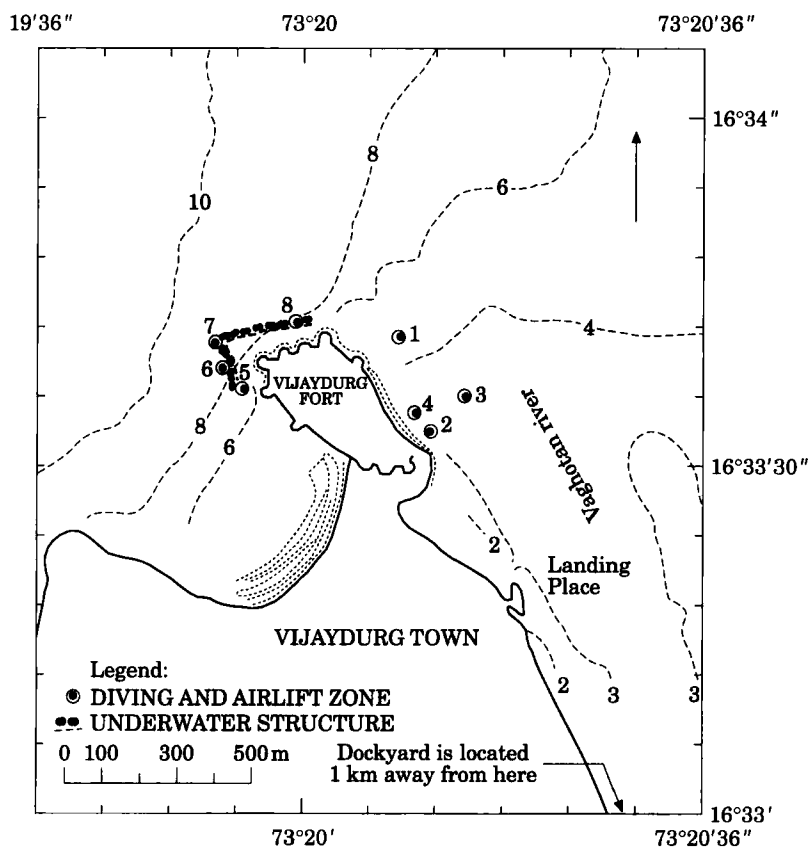 19'36"
73°20
73°20'36"
16°34"
8
6
10
4
8
7
1
6
5
VIJAYDURG
FORT
3
4
2
8
6
Vaghotan river
16°33'30"
2
Landing
Place
VIJAYDURG TOWN
2
3
3
Legend:
DIVING AND AIRLIFT ZONE
UNDERWATER STRUCTURE
0 100 300 500 m
Dockyard is located
1 km away from here
16°33'
73°20'
73°20'36"